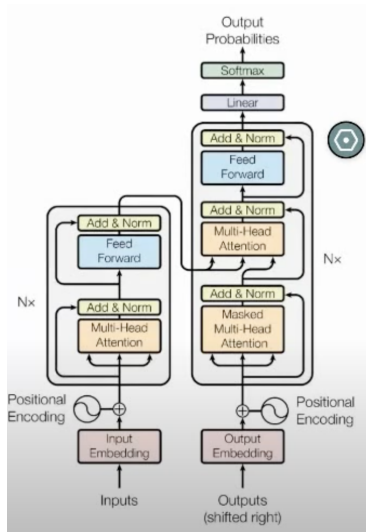 Output
Probabilities
Softmax
Linear
Add & Norm
Feed
Forward
Add & Norm
Multi-Head
Attention
Nx
Add & Norm
Masked
Multi-Head
Attention
Add & Norm
Feed
Forward
Nx
Add & Norm
Multi-Head
Attention
Positional
Encoding
Positional
Encoding
Input
Embedding
Output
Embedding
Inputs
Outputs
(shifted right)